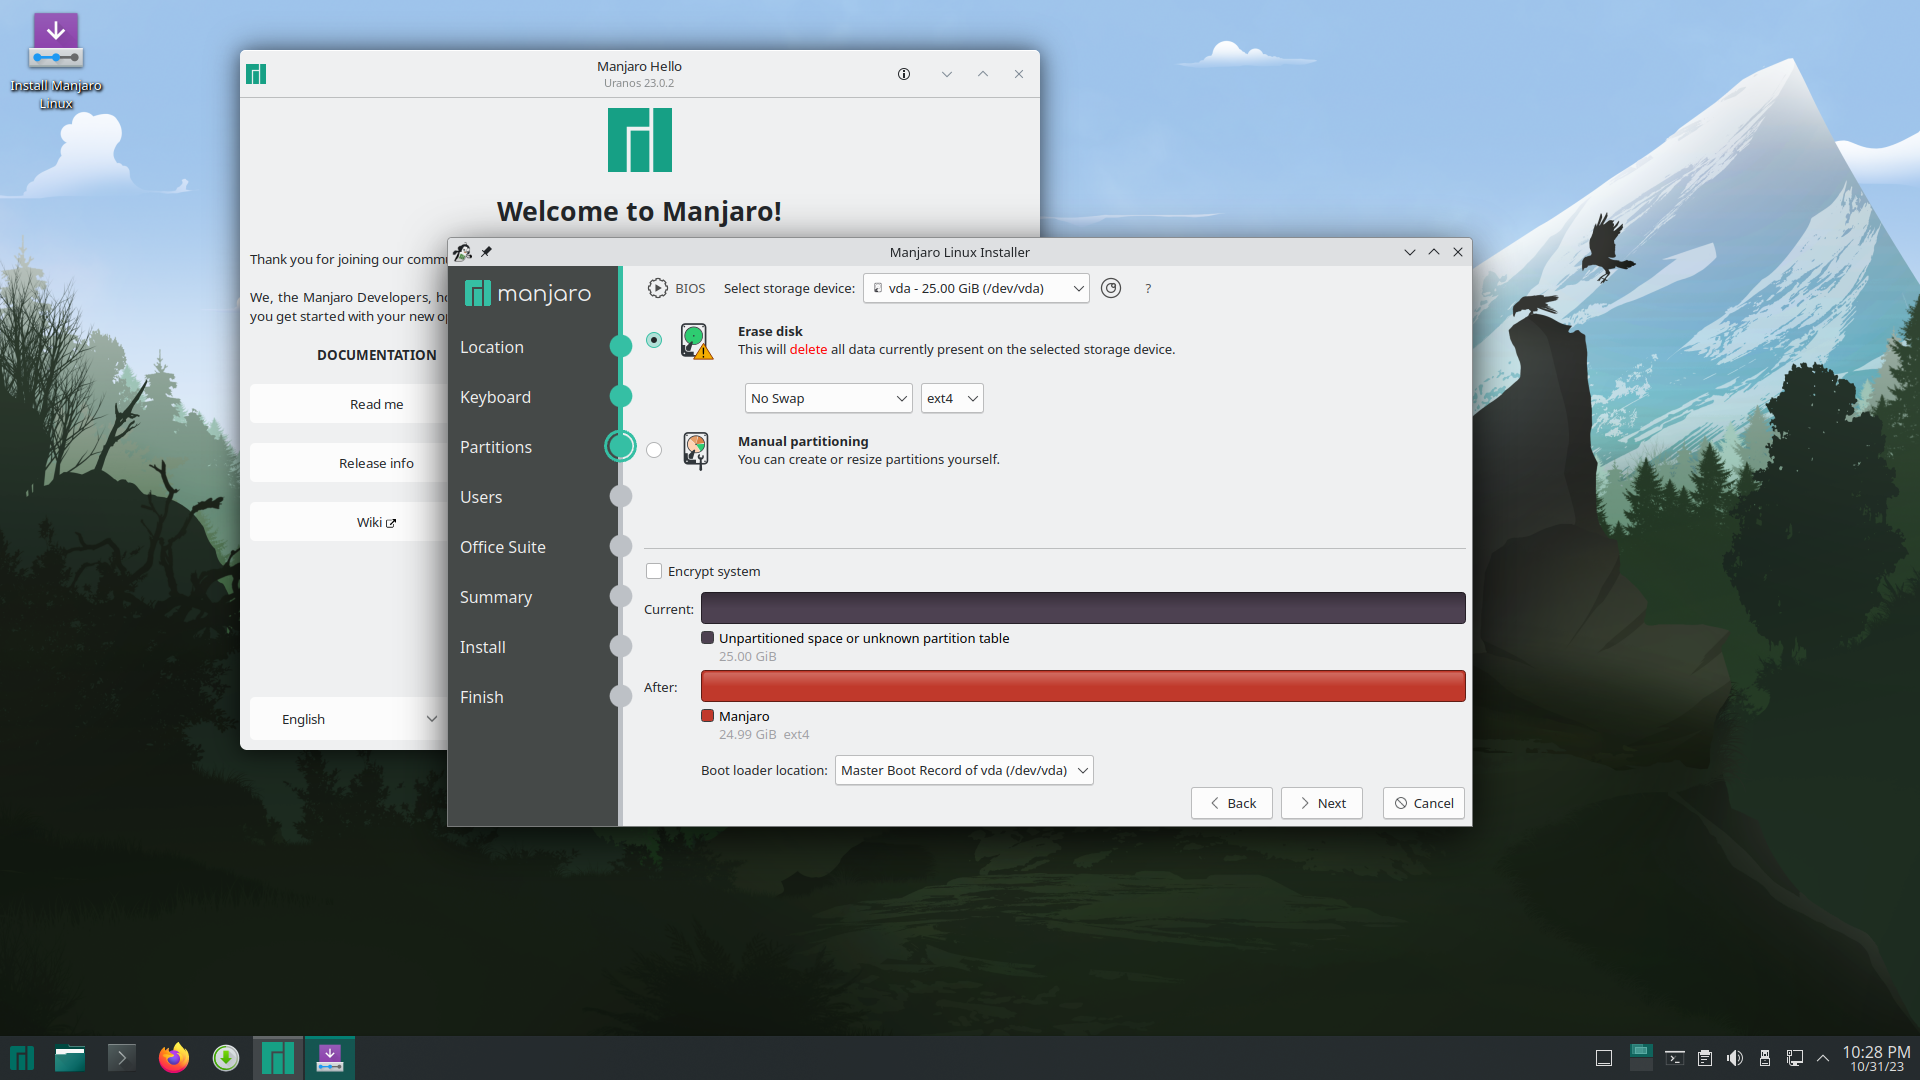 Install Manjaro
Linux
Manjaro Hello
Uranos 23.0.2
Welcome to Manjaro!
Thank you for joining our
We, the Manjaro Developers,
you get started with your new
DOCUMENTATION
Read me
Release info
Wiki
English
Manjaro Linux Installer
manjaro
Location
Keyboard
Partitions
Users
Office Suite
Summary
Install
Finish
BIOS
Select storage device:
vda - 25.00 GiB (/dev/vda)
?
Erase disk
This will delete all data currently present on the selected storage device.
No Swap
ext4
Manual partitioning
You can create or resize partitions yourself.
Encrypt system
Current:
Unpartitioned space or unknown partition table
25.00 GiB
After:
Manjaro
24.99 GiB ext4
Boot loader location:
Master Boot Record of vda (/dev/vda)
Back
Next
Cancel
10:28 PM
10/31/23